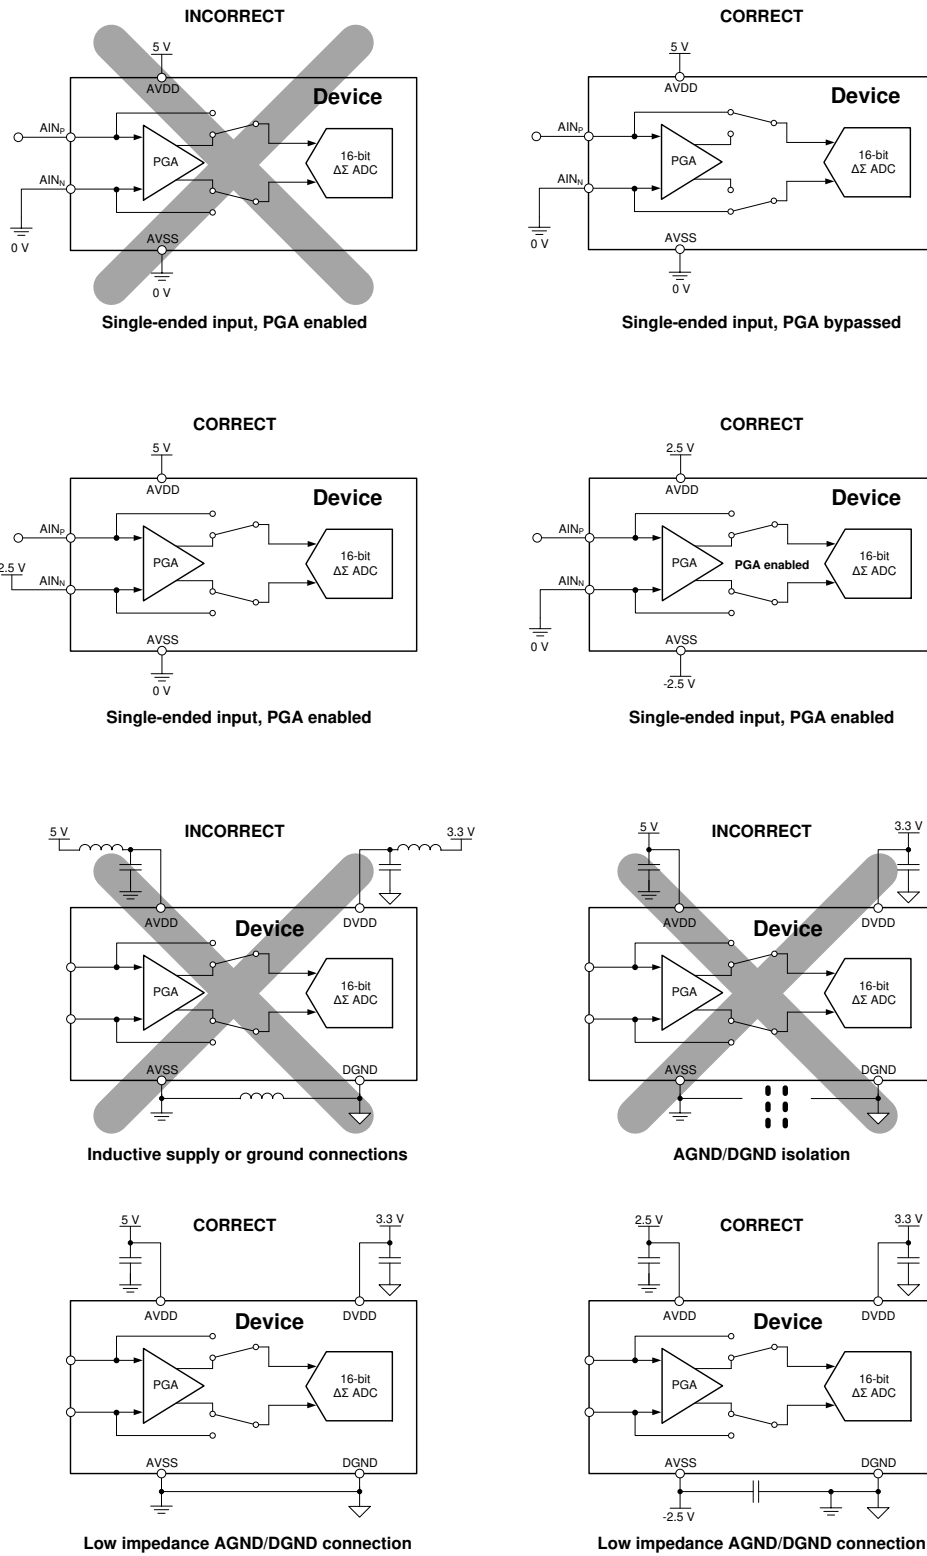 INCORRECT
5 V
AVDD
Device
AINP
AINN
PGA
16-bit
ΔΣ ADC
0 V
AVSS
0 V
Single-ended input, PGA enabled
CORRECT
5 V
AVDD
Device
AINP
AINN
PGA
16-bit
ΔΣ ADC
0 V
AVSS
0 V
Single-ended input, PGA bypassed
CORRECT
5 V
AVDD
Device
AINP
2.5 V
AINN
PGA
16-bit
ΔΣ ADC
AVSS
0 V
Single-ended input, PGA enabled
CORRECT
2.5 V
AVDD
Device
AINP
AINN
PGA
PGA enabled
16-bit
ΔΣ ADC
0 V
AVSS
-2.5 V
Single-ended input, PGA enabled
INCORRECT
5 V
3.3 V
AVDD
Device
DVDD
PGA
16-bit
ΔΣ ADC
AVSS
DGND
Inductive supply or ground connections
INCORRECT
5 V
3.3 V
AVDD
Device
DVDD
PGA
16-bit
ΔΣ ADC
AVSS
DGND
AGND/DGND isolation
CORRECT
5 V
3.3 V
AVDD
Device
DVDD
PGA
16-bit
ΔΣ ADC
AVSS
DGND
Low impedance AGND/DGND connection
CORRECT
2.5 V
3.3 V
AVDD
Device
DVDD
PGA
16-bit
ΔΣ ADC
AVSS
DGND
-2.5 V
Low impedance AGND/DGND connection